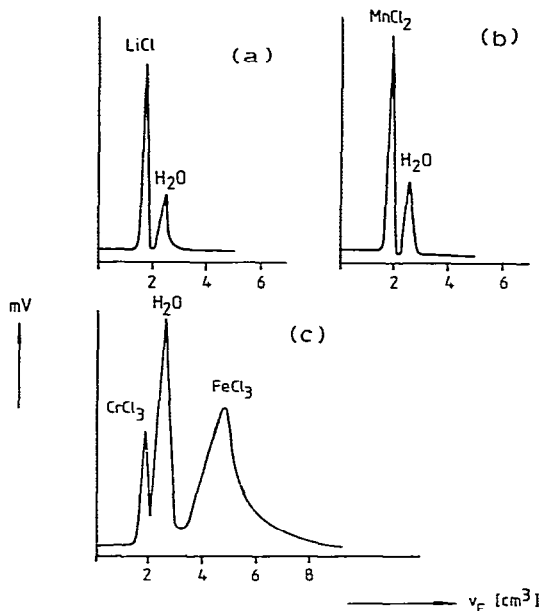 LiCl
(a)
H₂O
2 4 6
MnCl₂
(b)
H₂O
2 4 6
mV
H₂O
(c)
CrCl₃
FeCl₃
2 4 6 8
v_E [cm³]